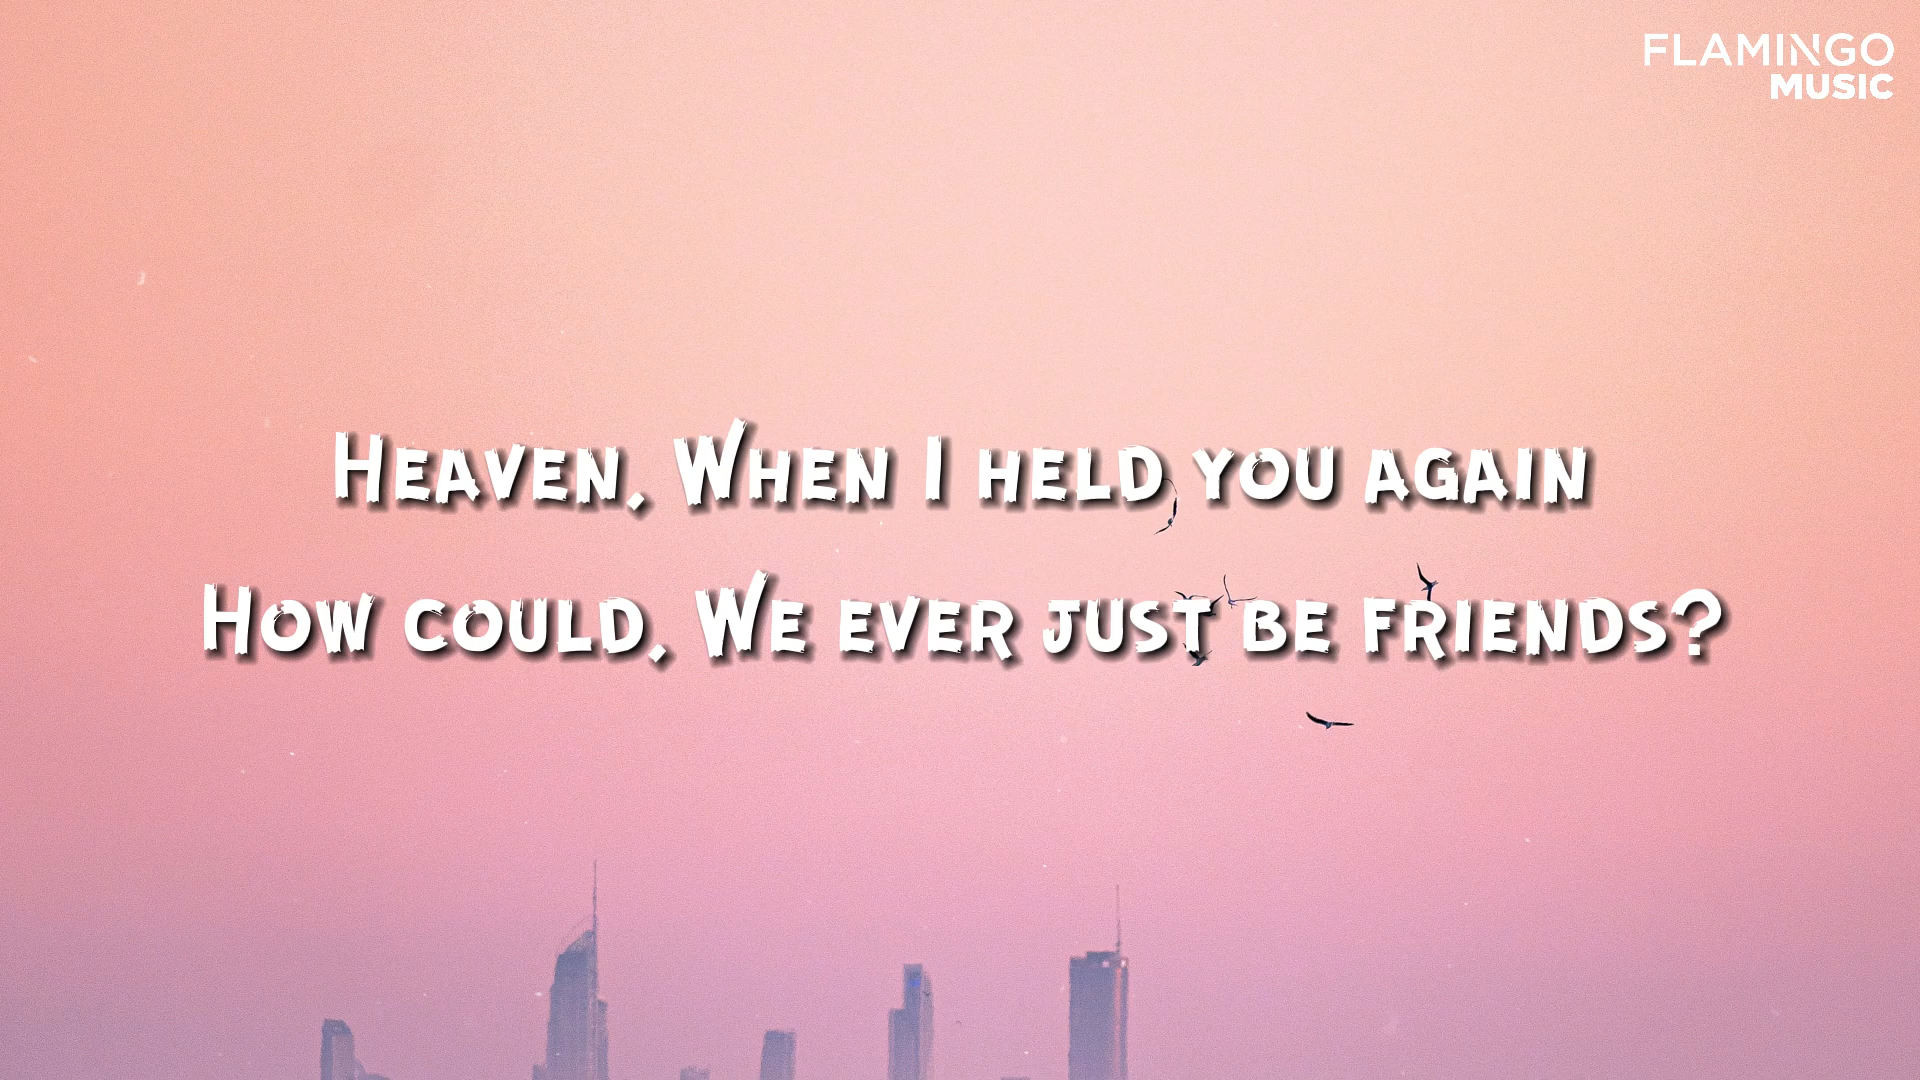 FLAMINGO
MUSIC
Heaven, When I held you again
How could, We ever just be friends?